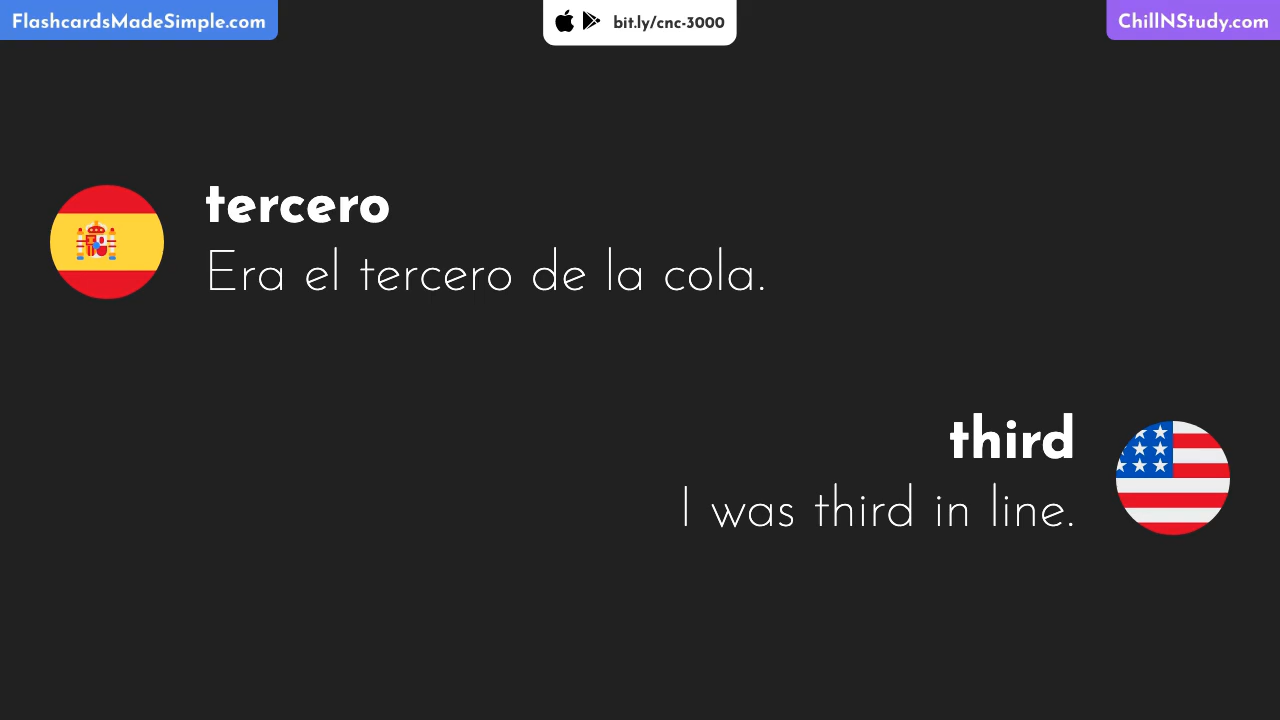 FlashcardsMadeSimple.com
bit.ly/cnc-3000
ChillNStudy.com
tercero
Era el tercero de la cola.
third
I was third in line.